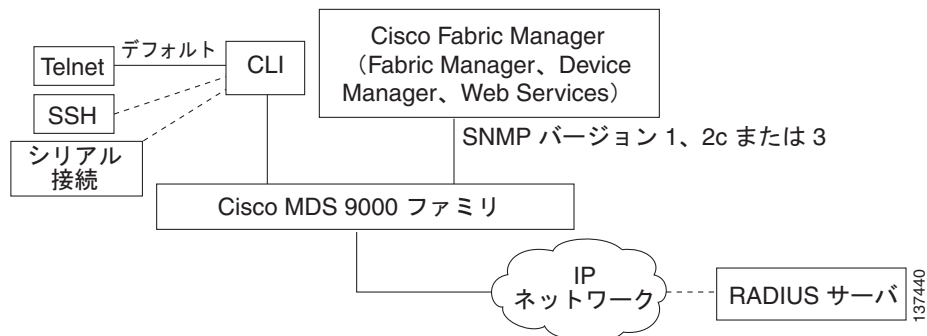 デフォルト
Telnet
CLI
SSH
シリアル
接続
Cisco Fabric Manager
（Fabric Manager、Device
Manager、Web Services）
SNMP バージョン 1、2c または 3
Cisco MDS 9000 ファミリ
IP
ネットワーク
RADIUS サーバ
137440